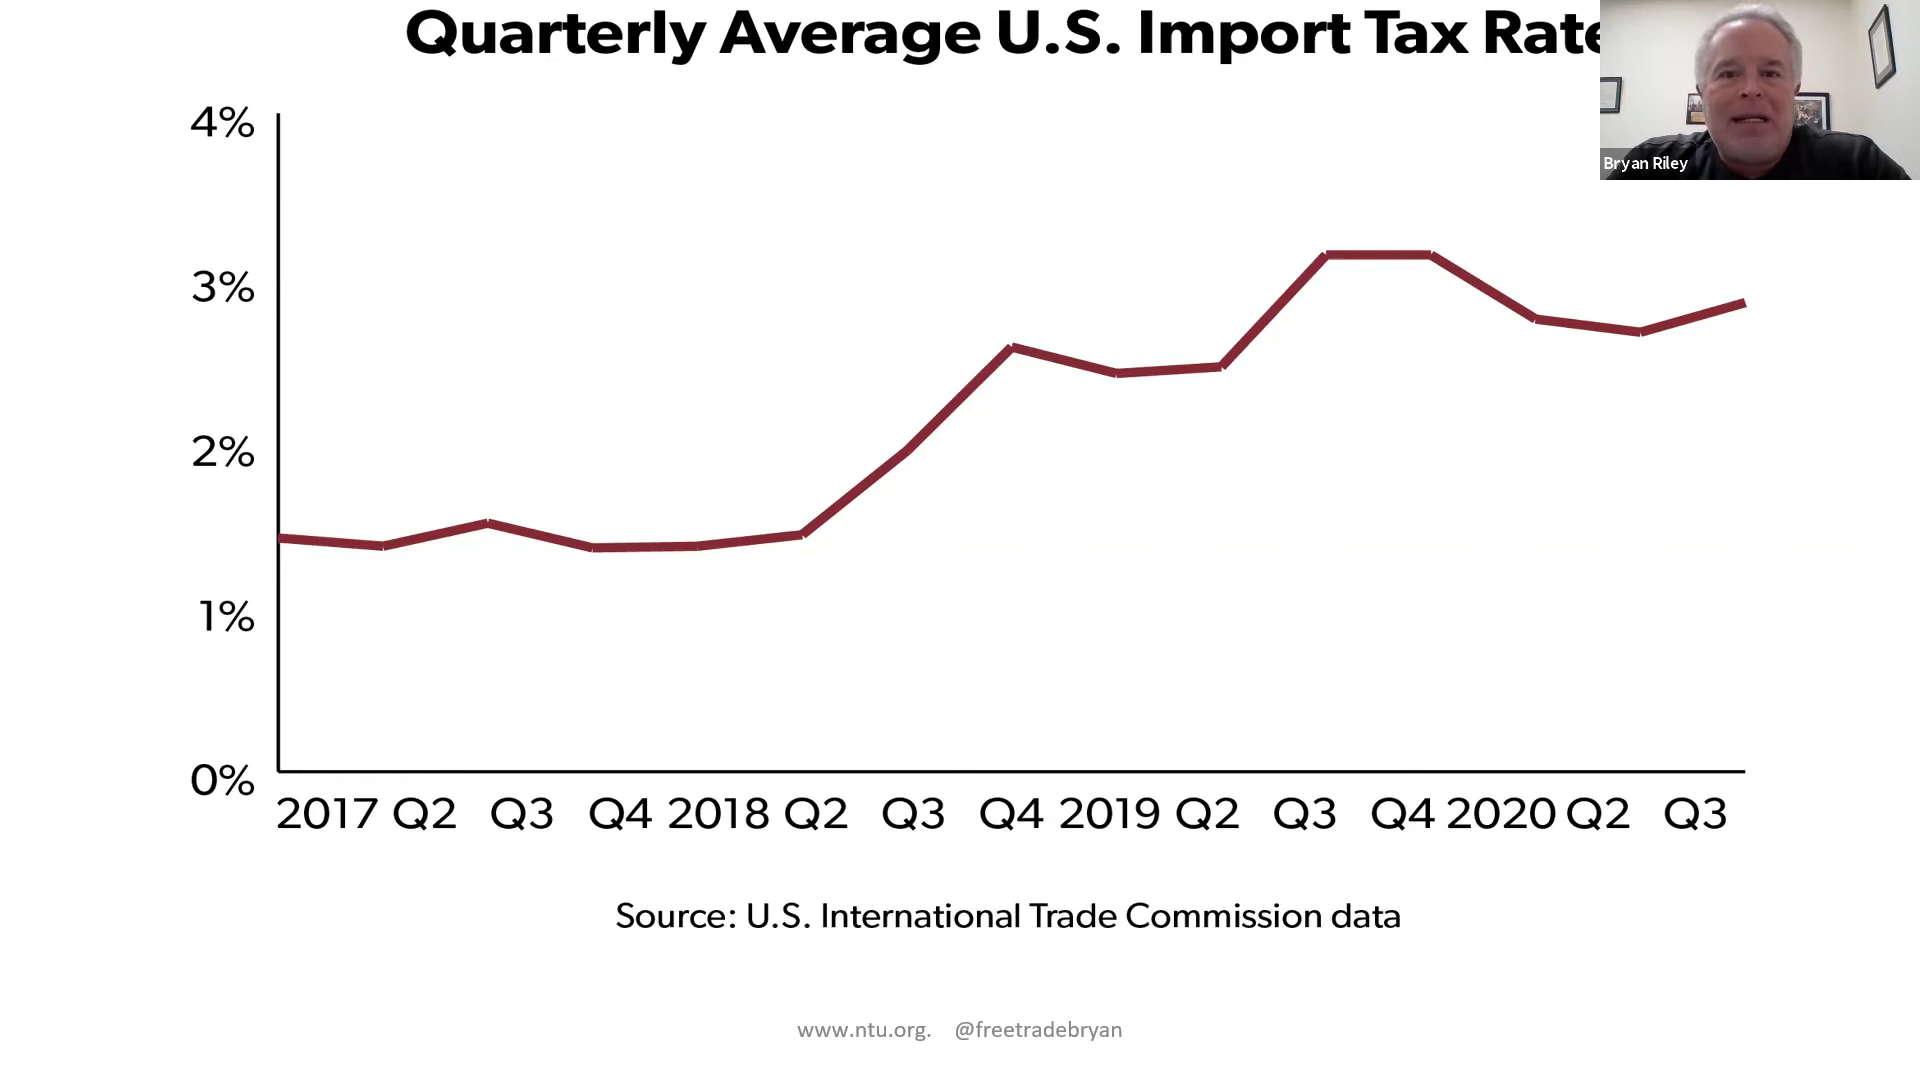 Quarterly Average U.S. Import Tax Rate
Bryan Riley
4%
3%
2%
1%
0%
2017 Q2 Q3 Q4 2018 Q2 Q3 Q4 2019 Q2 Q3 Q4 2020 Q2 Q3
Source: U.S. International Trade Commission data
www.ntu.org. @freetradebryan